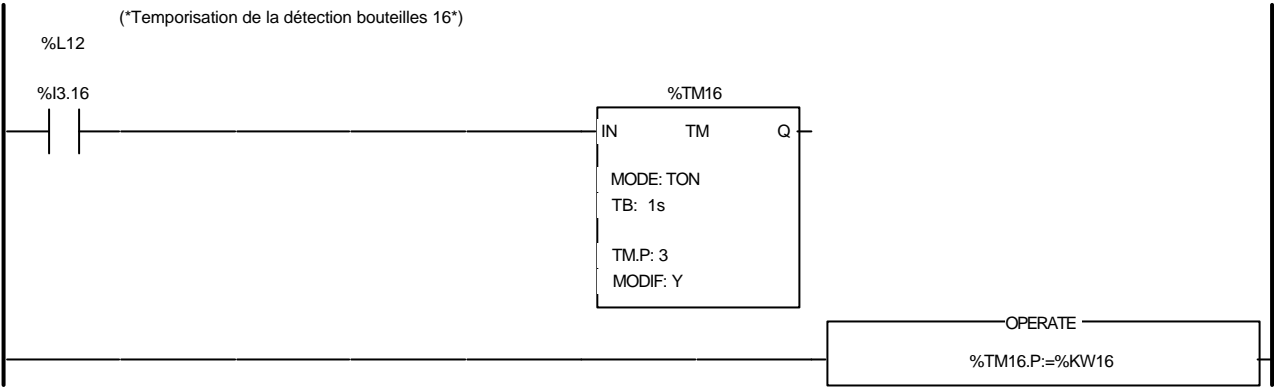 (*Temporisation de la détection bouteilles 16*)
%L12
%I3.16
%TM16
IN TM Q
MODE: TON
TB: 1s
TM.P: 3
MODIF: Y
OPERATE
%TM16.P:=%KW16